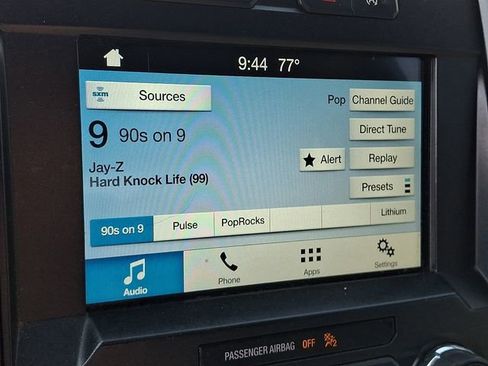 9:44 77°
sxm Sources
Pop Channel Guide
9 90s on 9
Direct Tune
Jay-Z
Alert
Replay
Hard Knock Life (99)
Presets
90s on 9 Pulse PopRocks Lithium
Audio Phone Apps Settings
PASSENGER AIRBAG OFF 2